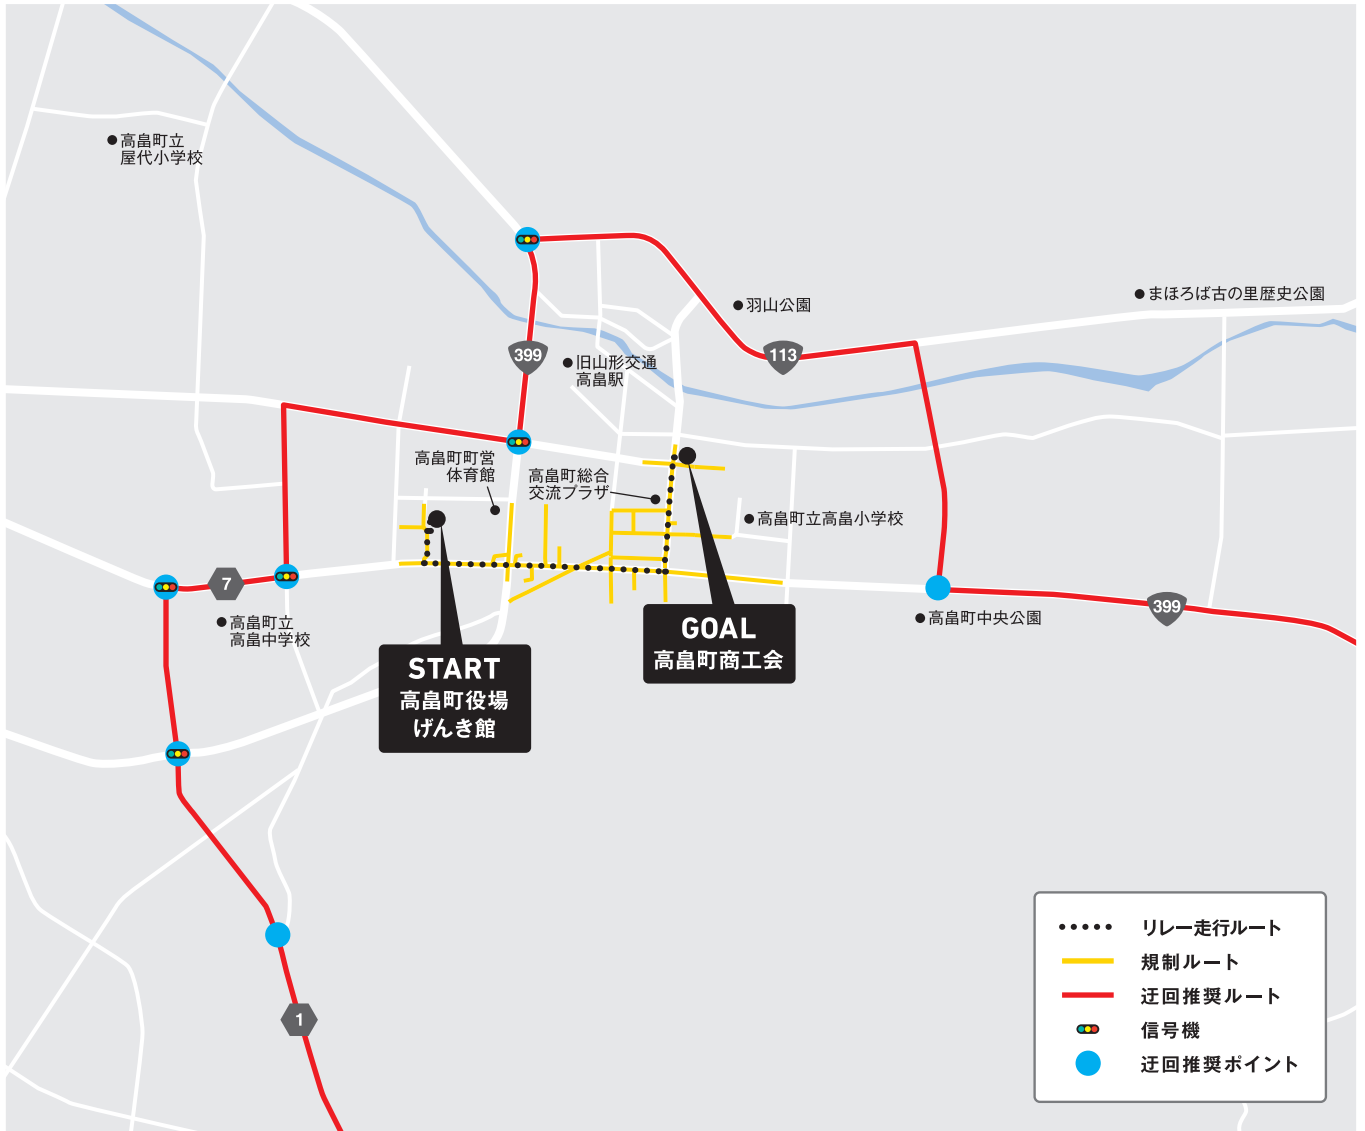 高畠町立
屋代小学校
羽山公園
まほろば古の里歴史公園
399
113
旧山形交通
高畠駅
高畠町町営
体育館
高畠町総合
交流プラザ
高畠町立高畠小学校
7
高畠町立
高畠中学校
高畠町中央公園
399
GOAL
高畠町商工会
START
高畠町役場
げんき館
1
リレー走行ルート
規制ルート
迂回推奨ルート
信号機
迂回推奨ポイント